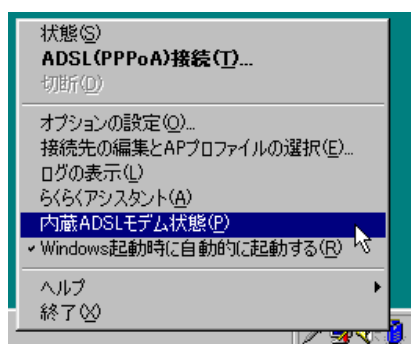 状態(S)
ADSL(PPPoA)接続(T)...
切断(D)
オプションの設定(O)...
接続先の編集とAPプロファイルの選択(E)...
ログの表示(L)
らくらくアシスタント(A)
内蔵ADSLモデム状態(P)
Windows起動時に自動的に起動する(R)
ヘルプ
終了(X)